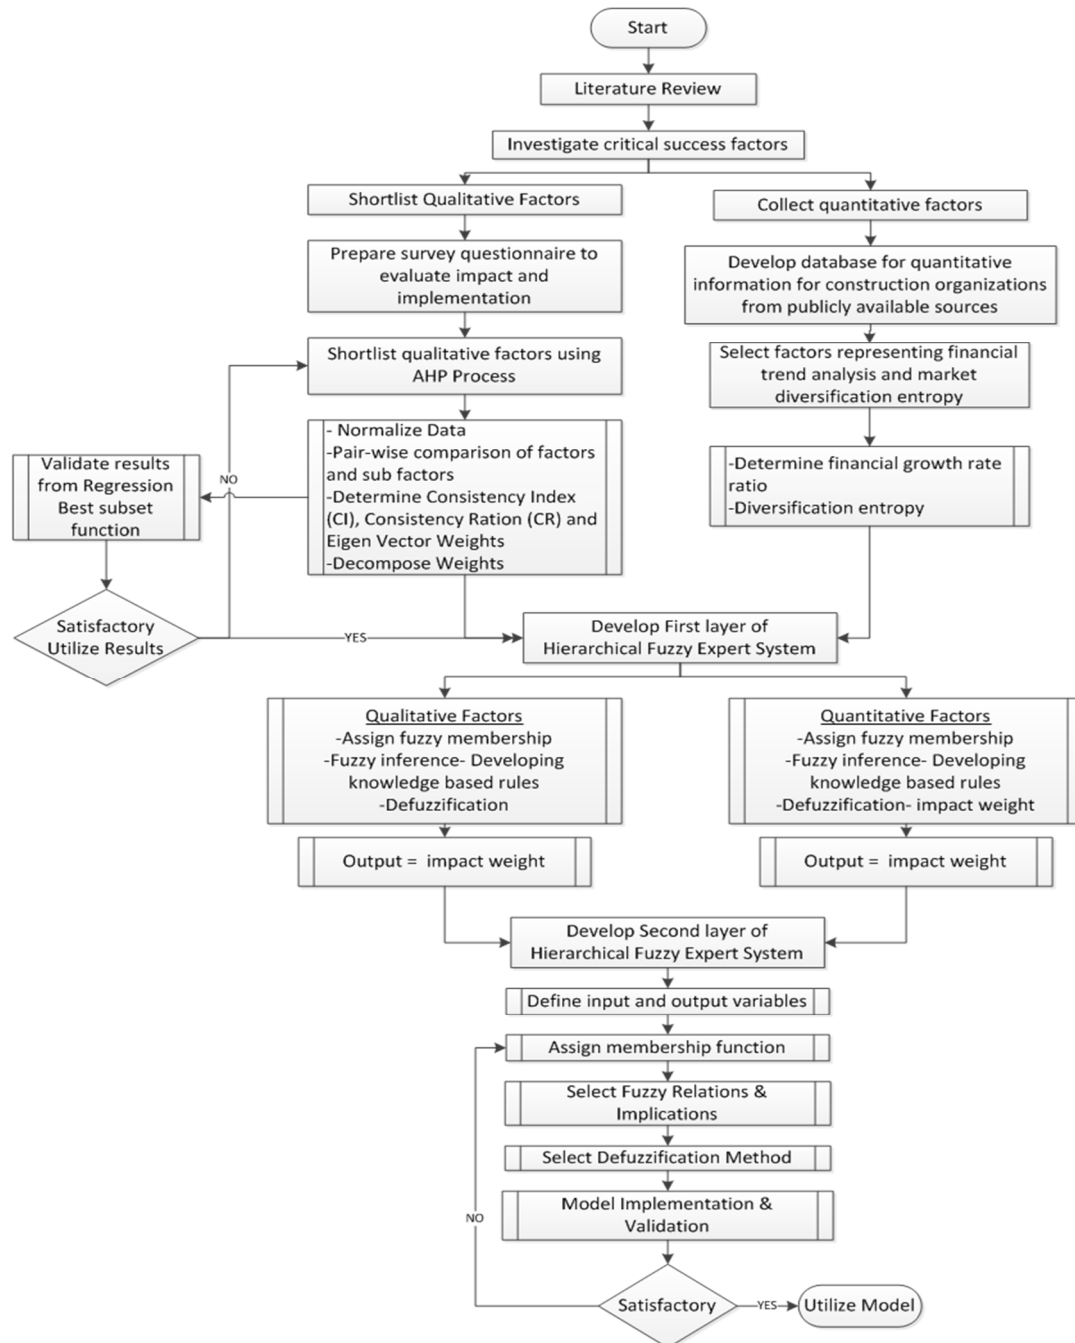 Start
Literature Review
Investigate critical success factors
Shortlist Qualitative Factors
Collect quantitative factors
Prepare survey questionnaire to
evaluate impact and
implementation
Develop database for quantitative
information for construction organizations
from publicly available sources
Shortlist qualitative factors using
AHP Process
Select factors representing financial
trend analysis and market
diversification entropy
- Normalize Data
-Pair-wise comparison of factors
and sub factors
-Determine Consistency Index
(CI), Consistency Ration (CR) and
Eigen Vector Weights
-Decompose Weights
-Determine financial growth rate
ratio
-Diversification entropy
Validate results
from Regression
Best subset
function
NO
Satisfactory
Utilize Results
YES
Develop First layer of
Hierarchical Fuzzy Expert System
Qualitative Factors
-Assign fuzzy membership
-Fuzzy inference- Developing
knowledge based rules
-Defuzzification
Quantitative Factors
-Assign fuzzy membership
-Fuzzy inference- Developing
knowledge based rules
-Defuzzification- impact weight
Output = impact weight
Output = impact weight
Develop Second layer of
Hierarchical Fuzzy Expert System
Define input and output variables
Assign membership function
Select Fuzzy Relations &
Implications
Select Defuzzification Method
Model Implementation &
Validation
NO
Satisfactory
YES
Utilize Model